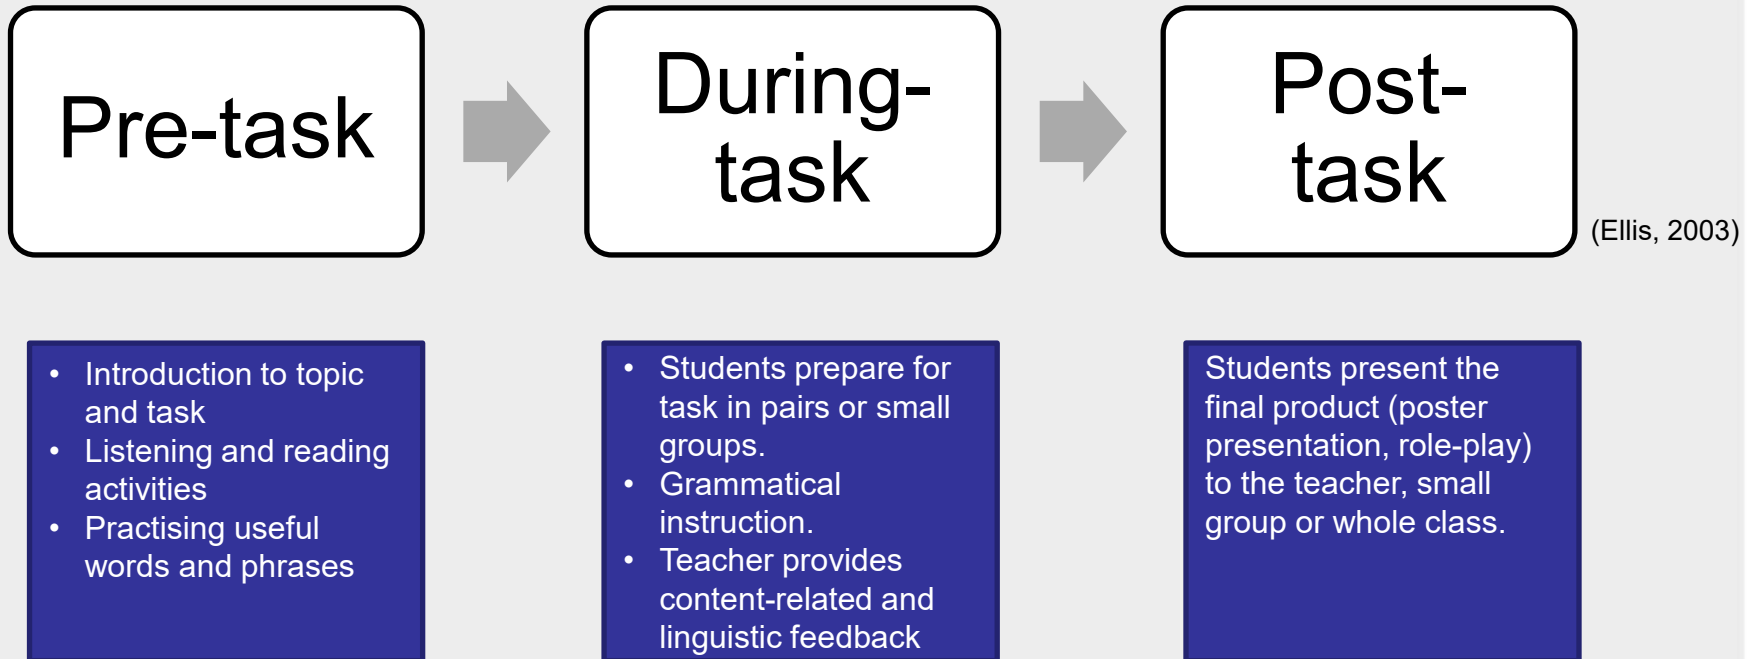 Pre-task
During-
task
Post-
task
(Ellis, 2003)
• Introduction to topic
and task
• Listening and reading
activities
• Practising useful
words and phrases
• Students prepare for
task in pairs or small
groups.
• Grammatical
instruction.
• Teacher provides
content-related and
linguistic feedback
Students present the
final product (poster
presentation, role-play)
to the teacher, small
group or whole class.